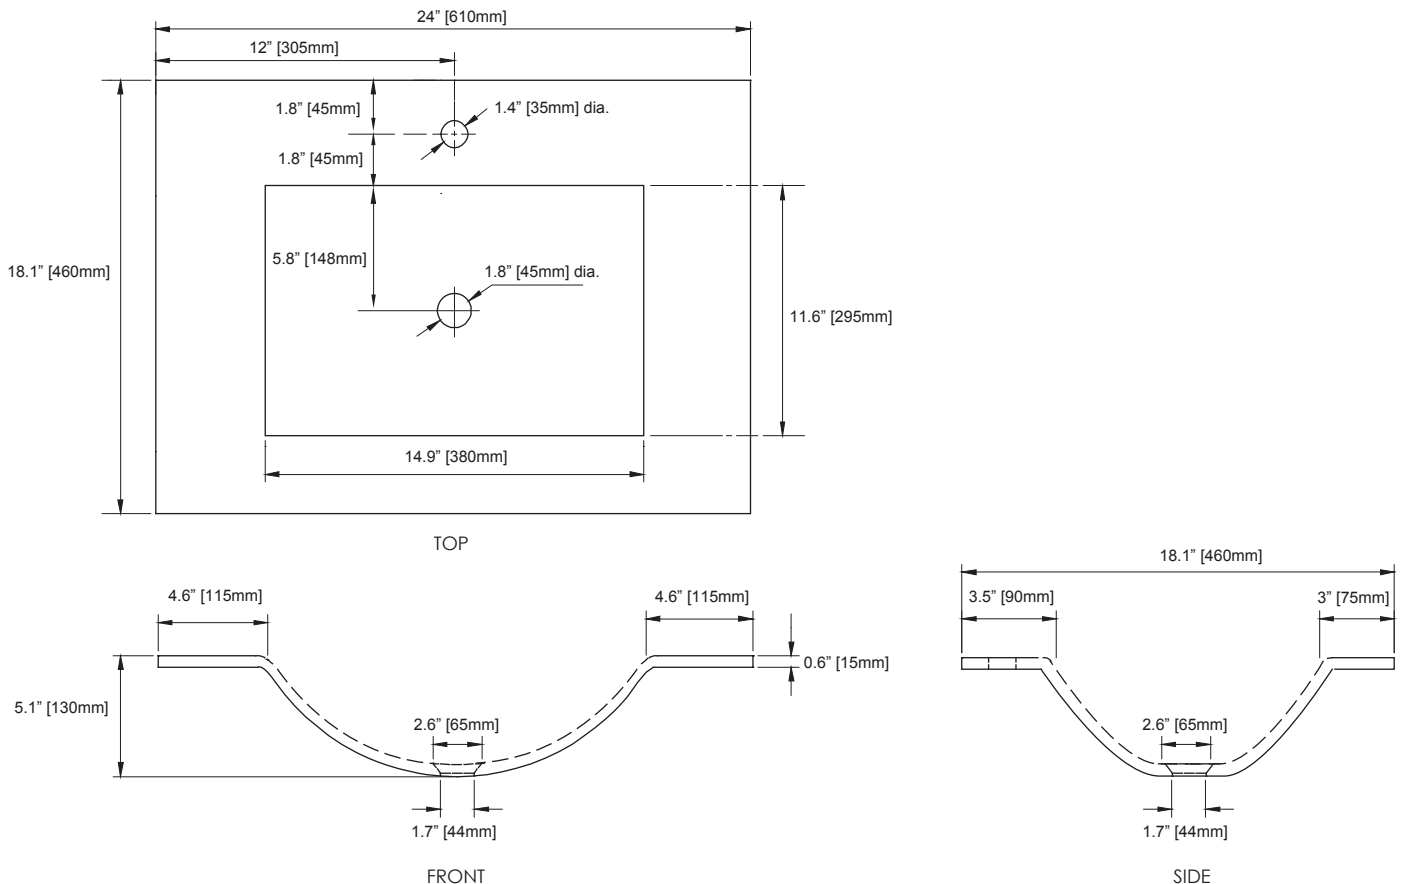 24” [610mm]
12” [305mm]
1.8” [45mm]
1.4” [35mm] dia.
1.8” [45mm]
5.8” [148mm]
18.1” [460mm]
1.8” [45mm] dia.
11.6” [295mm]
14.9” [380mm]
TOP
18.1” [460mm]
4.6” [115mm]
4.6” [115mm]
3.5” [90mm]
3” [75mm]
0.6” [15mm]
5.1” [130mm]
2.6” [65mm]
2.6” [65mm]
1.7” [44mm]
1.7” [44mm]
FRONT
SIDE